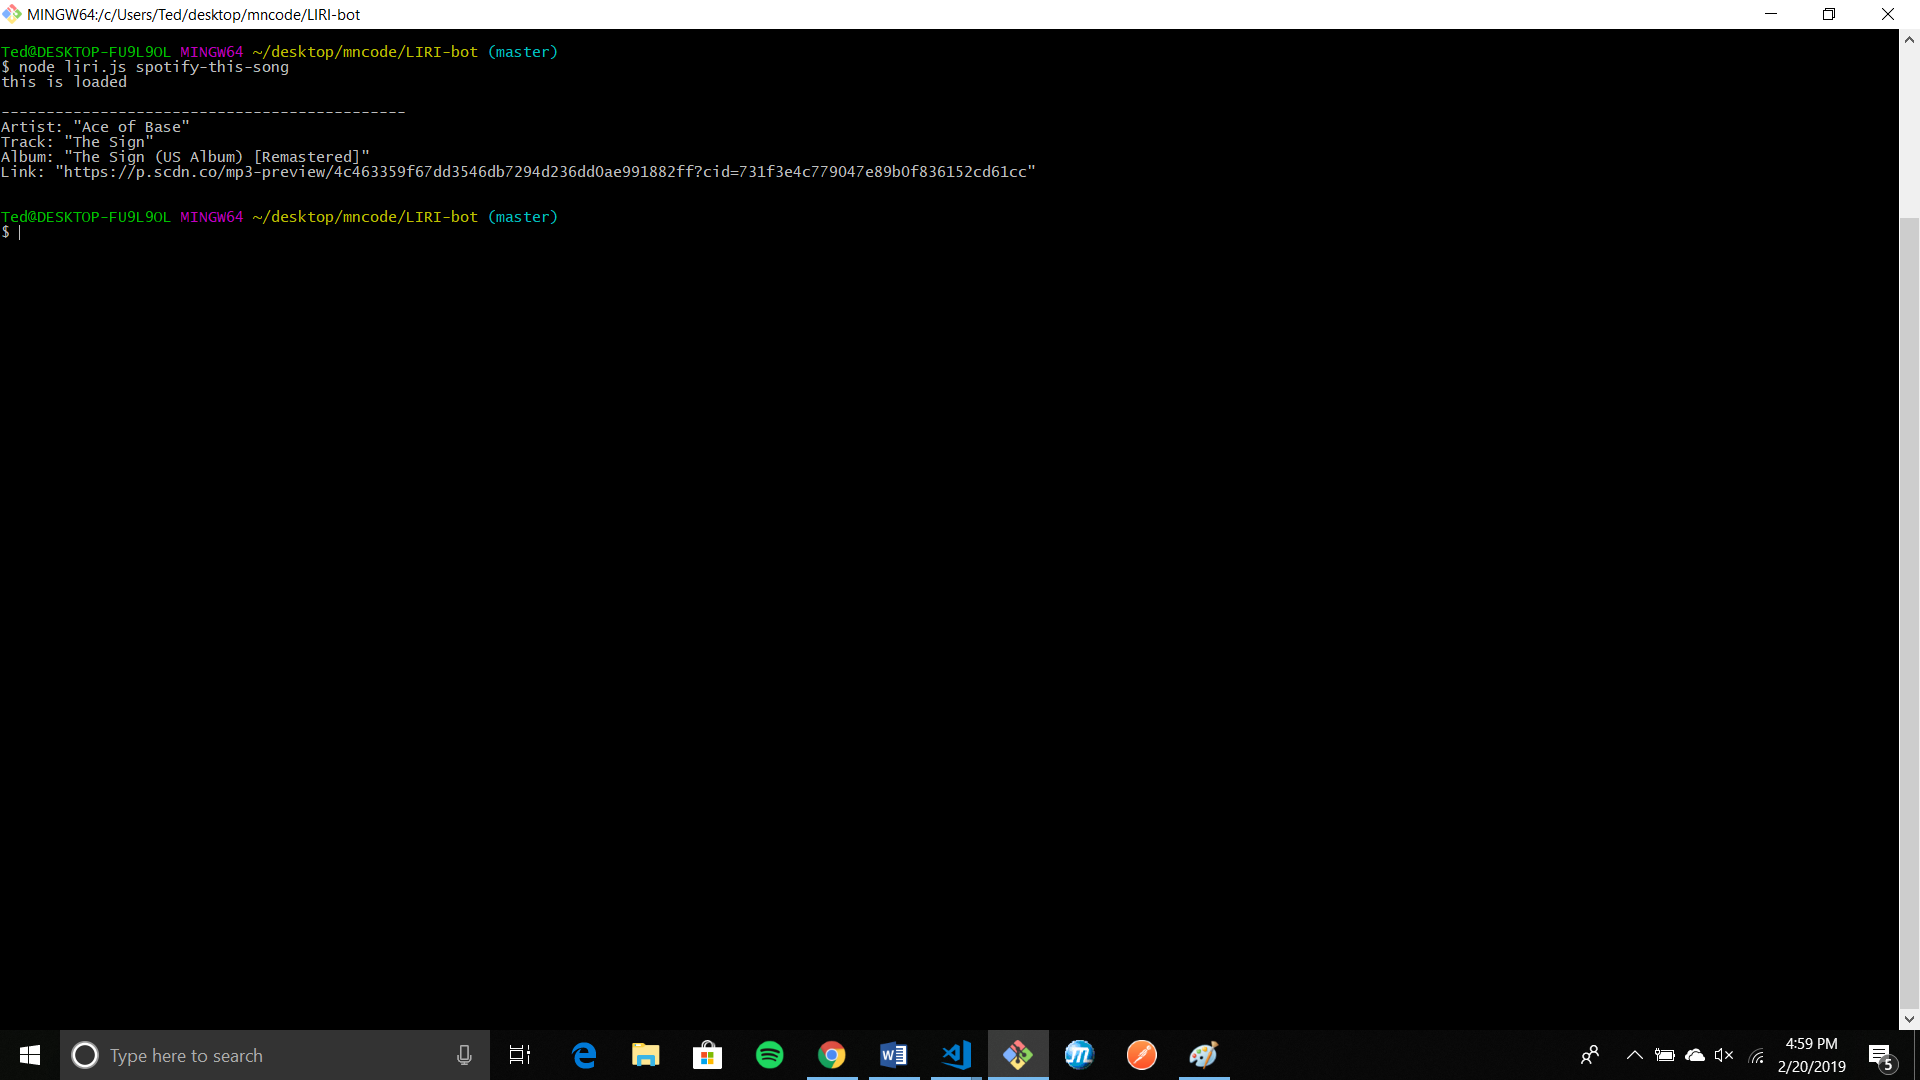 MINGW64:/c/Users/Ted/desktop/mncode/LIRI-bot
Ted@DESKTOP-FU9L9OL MINGW64 ~/desktop/mncode/LIRI-bot (master)
$ node liri.js spotify-this-song
this is loaded
---------------------------------------------
Artist: "Ace of Base"
Track: "The Sign"
Album: "The Sign (US Album) [Remastered]"
Link: "https://p.scdn.co/mp3-preview/4c463359f67dd3546db7294d236dd0ae991882ff?cid=731f3e4c779047e89b0f836152cd61cc"
Ted@DESKTOP-FU9L9OL MINGW64 ~/desktop/mncode/LIRI-bot (master)
$
Type here to search
4:59 PM
2/20/2019
5